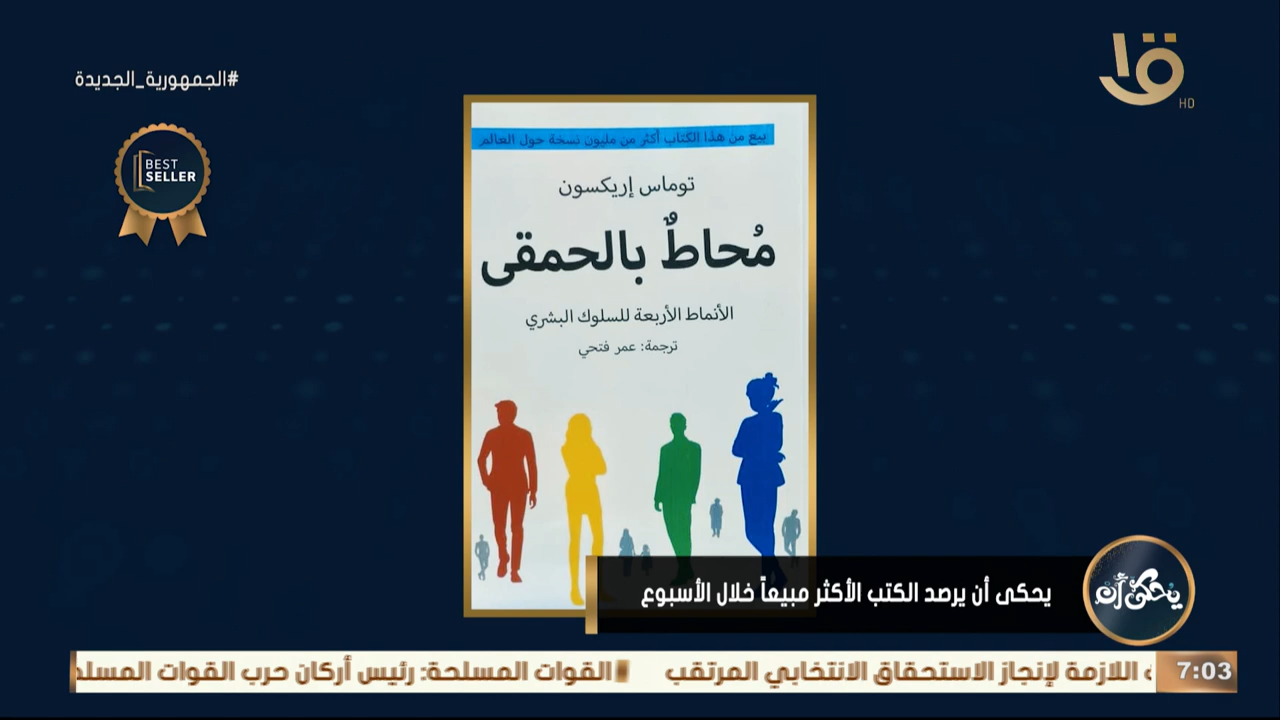 #الجمهورية_الجديدة
HD
BEST
SELLER
بيع من هذا الكتاب أكثر من مليون نسخة حول العالم
توماس إريكسون
مُحاطٌ بالحمقى
الأنماط الأربعة للسلوك البشري
ترجمة: عمر فتحي
يحكى أن يرصد الكتب الأكثر مبيعاً خلال الأسبوع
يحكى أن
اللازمة لإنجاز الاستحقاق الانتخابي المرتقب
القوات المسلحة: رئيس أركان حرب القوات
7:03